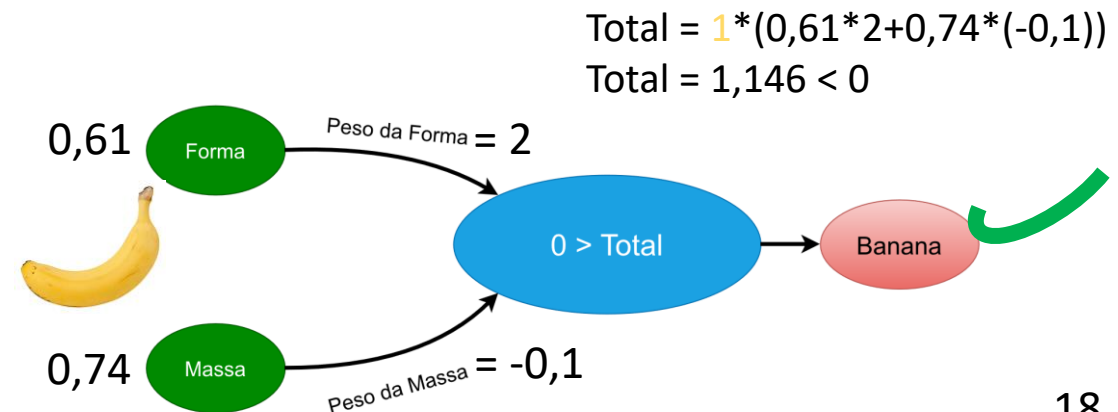 Total = 1*(0,61*2+0,74*(-0,1))
Total = 1,146 < 0
0,61
Forma
Peso da Forma = 2
0 > Total
Banana
0,74
Massa
Peso da Massa = -0,1
18